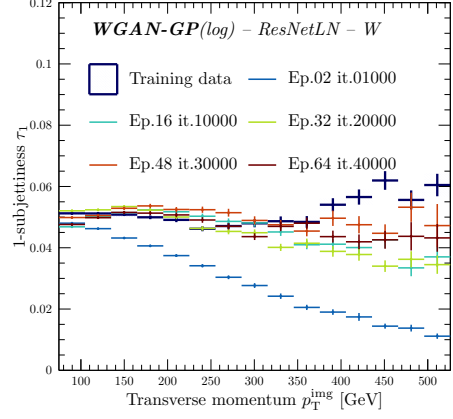 WGAN-GP(log) – ResNetLN – W
Training data
Ep.02 it.01000
Ep.16 it.10000
Ep.32 it.20000
Ep.48 it.30000
Ep.64 it.40000
1-subjettiness τ₁
0.12
0.1
0.08
0.06
0.04
0.02
0
100 150 200 250 300 350 400 450 500
Transverse momentum p_T^img [GeV]